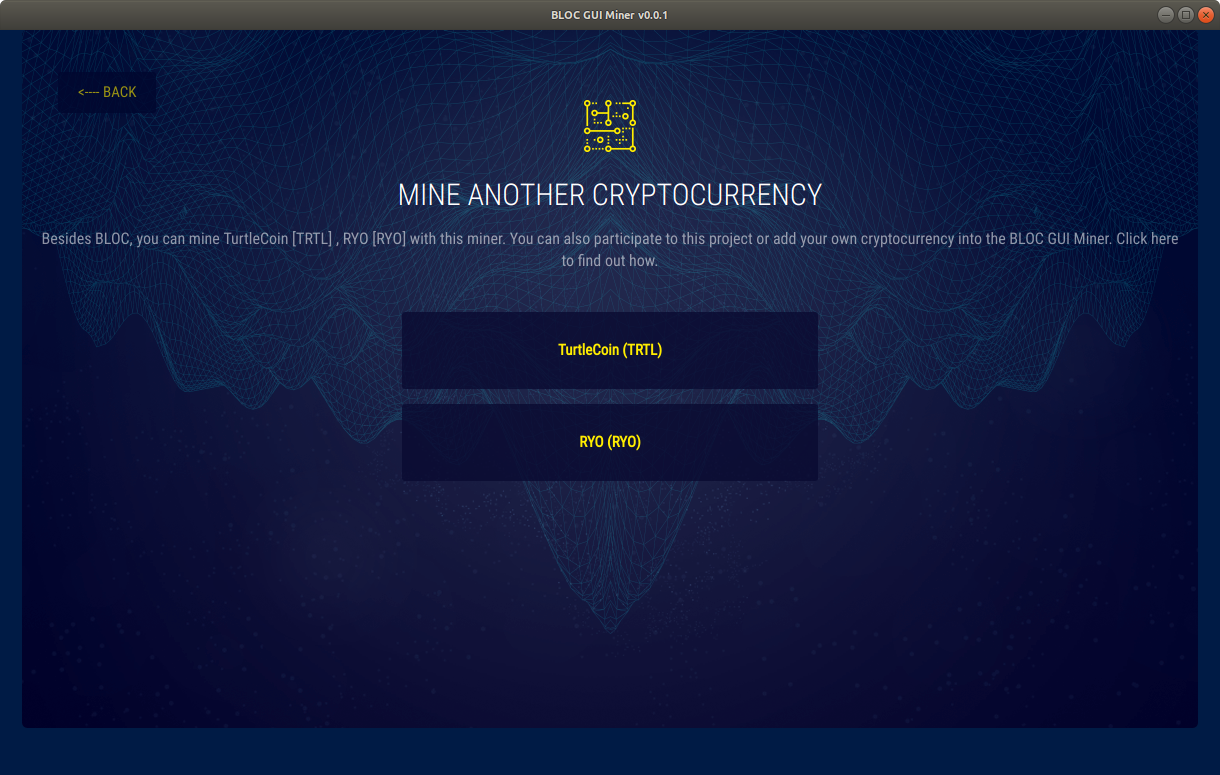 BLOC GUI Miner v0.0.1
<---- BACK
MINE ANOTHER CRYPTOCURRENCY
Besides BLOC, you can mine TurtleCoin [TRTL] , RYO [RYO] with this miner. You can also participate to this project or add your own cryptocurrency into the BLOC GUI Miner. Click here
to find out how.
TurtleCoin (TRTL)
RYO (RYO)